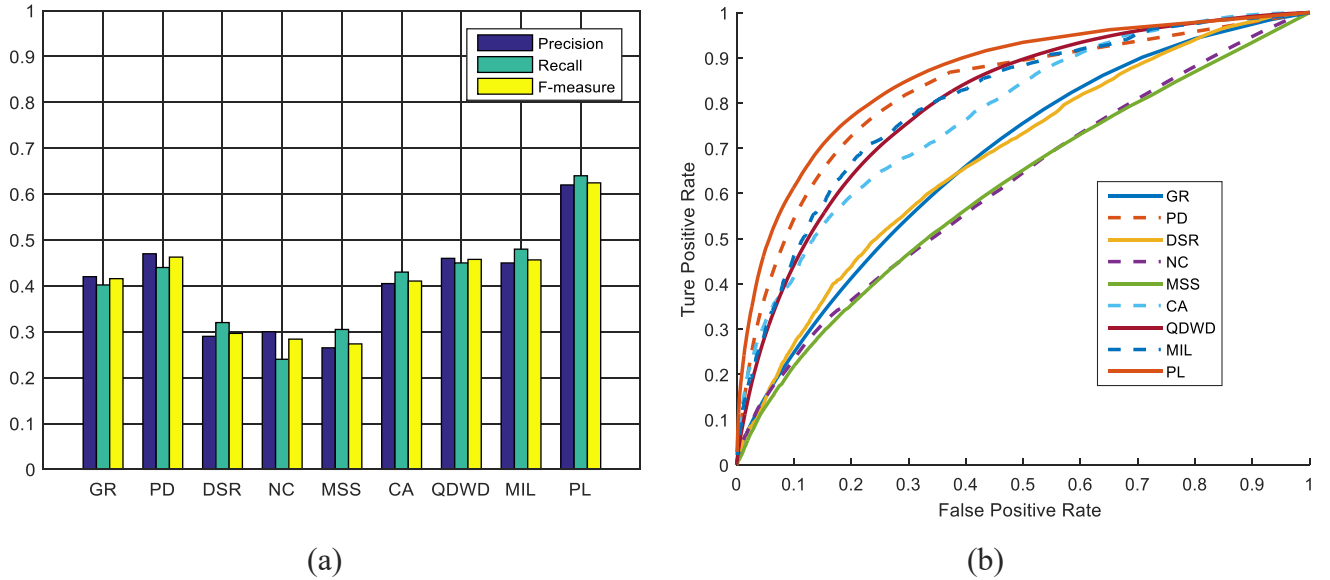 1
0.9
0.8
0.7
0.6
0.5
0.4
0.3
0.2
0.1
0
Precision
Recall
F-measure
GR PD DSR NC MSS CA QDWD MIL PL
(a)
1
0.9
0.8
0.7
0.6
0.5
0.4
0.3
0.2
0.1
0
Ture Positive Rate
GR
PD
DSR
NC
MSS
CA
QDWD
MIL
PL
0 0.1 0.2 0.3 0.4 0.5 0.6 0.7 0.8 0.9 1
False Positive Rate
(b)